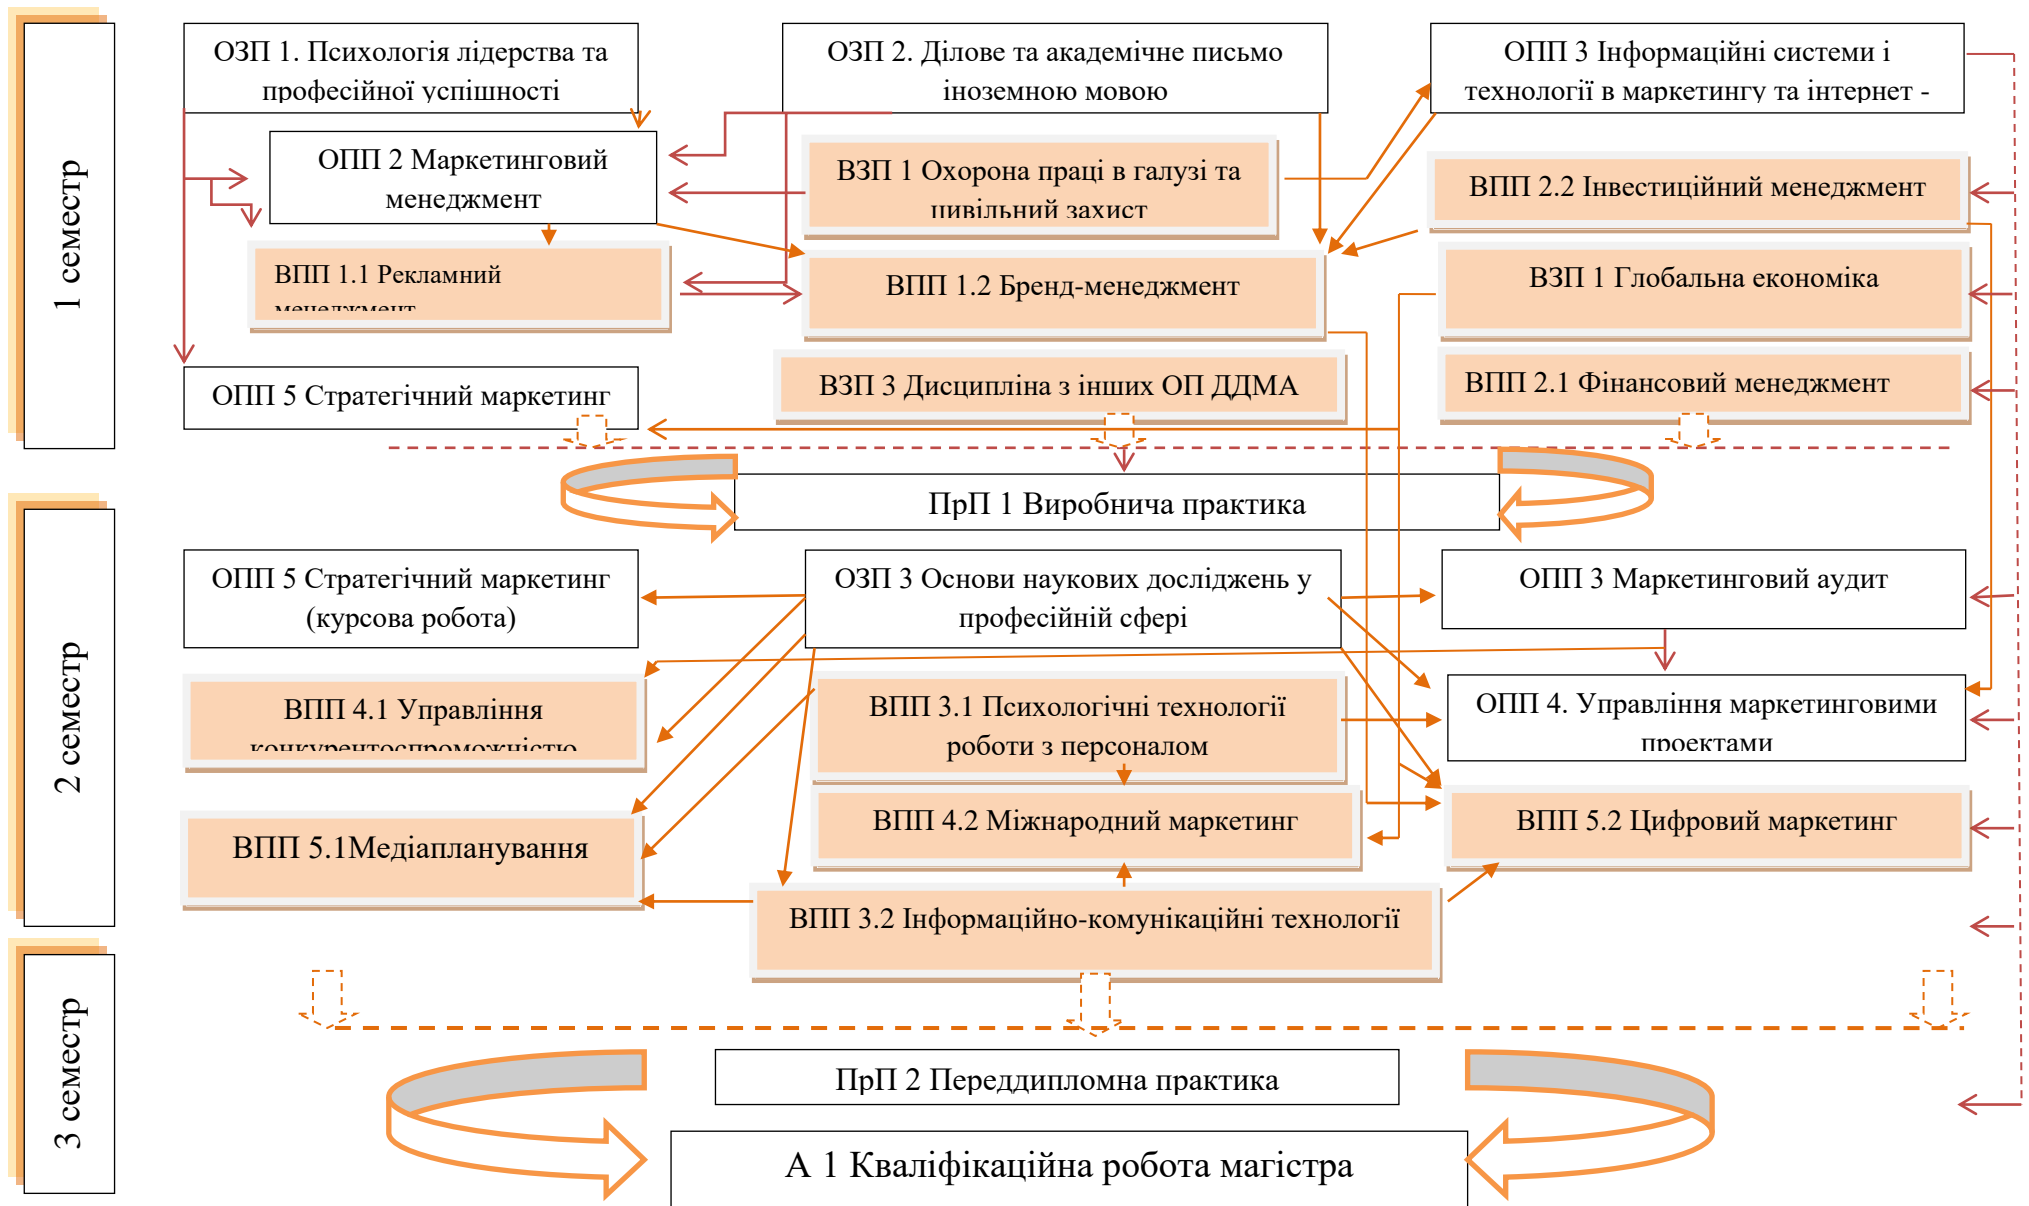 1 семестр
ОЗП 1. Психологія лідерства та
професійної успішності
ОЗП 2. Ділове та академічне письмо
іноземною мовою
ОПП 3 Інформаційні системи і
технології в маркетингу та інтернет -
ОПП 2 Маркетинговий
менеджмент
ВЗП 1 Охорона праці в галузі та
цивільний захист
ВПП 2.2 Інвестиційний менеджмент
ВПП 1.1 Рекламний
менеджмент
ВПП 1.2 Бренд-менеджмент
ВЗП 1 Глобальна економіка
ОПП 5 Стратегічний маркетинг
ВЗП 3 Дисципліна з інших ОП ДДМА
ВПП 2.1 Фінансовий менеджмент
ПрП 1 Виробнича практика
2 семестр
ОПП 5 Стратегічний маркетинг
(курсова робота)
ОЗП 3 Основи наукових досліджень у
професійній сфері
ОПП 3 Маркетинговий аудит
ВПП 4.1 Управління
конкурентоспроможністю
ВПП 3.1 Психологічні технології
роботи з персоналом
ОПП 4. Управління маркетинговими
проектами
ВПП 5.1Медіапланування
ВПП 4.2 Міжнародний маркетинг
ВПП 5.2 Цифровий маркетинг
ВПП 3.2 Інформаційно-комунікаційні технології
3 семестр
ПрП 2 Переддипломна практика
А 1 Кваліфікаційна робота магістра